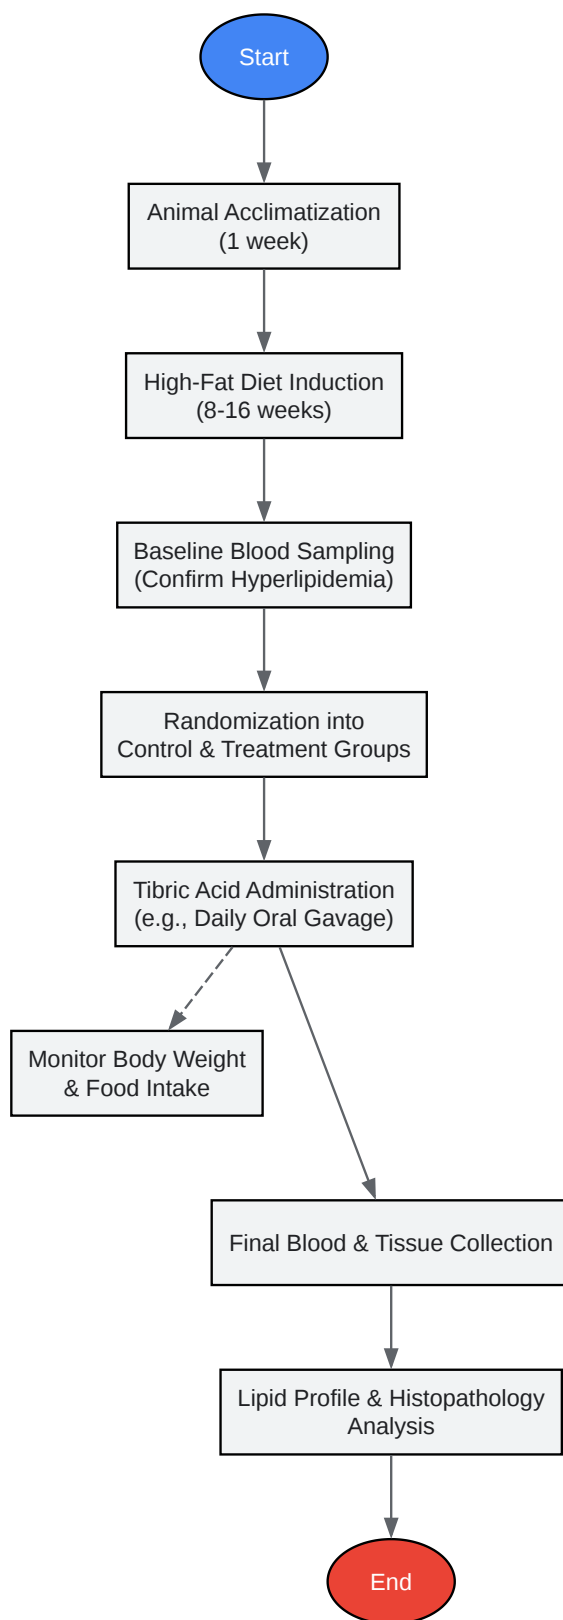 Start
Animal Acclimatization
(1 week)
High-Fat Diet Induction
(8-16 weeks)
Baseline Blood Sampling
(Confirm Hyperlipidemia)
Randomization into
Control & Treatment Groups
Tibric Acid Administration
(e.g., Daily Oral Gavage)
Monitor Body Weight
& Food Intake
Final Blood & Tissue Collection
Lipid Profile & Histopathology
Analysis
End